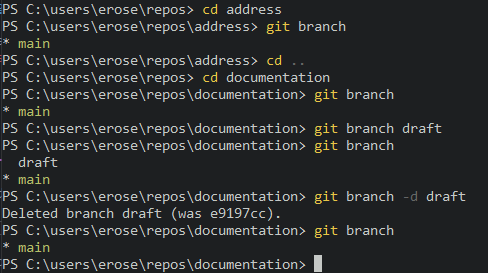 PS C:\users\erose\repos> cd address
PS C:\users\erose\repos\address> git branch
* main
PS C:\users\erose\repos\address> cd ..
PS C:\users\erose\repos> cd documentation
PS C:\users\erose\repos\documentation> git branch
* main
PS C:\users\erose\repos\documentation> git branch draft
PS C:\users\erose\repos\documentation> git branch
  draft
* main
PS C:\users\erose\repos\documentation> git branch -d draft
Deleted branch draft (was e9197cc).
PS C:\users\erose\repos\documentation> git branch
* main
PS C:\users\erose\repos\documentation>